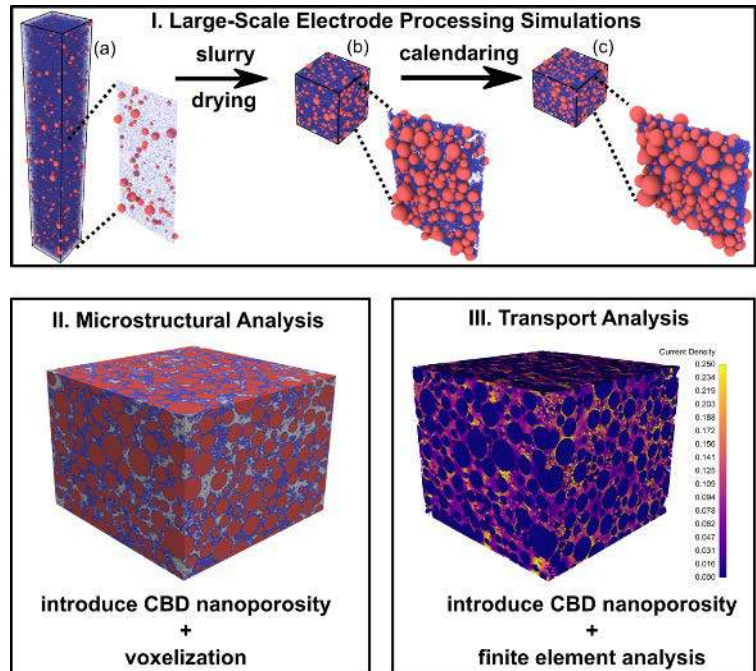 I. Large-Scale Electrode Processing Simulations
(a)
slurry
drying
(b)
calendaring
(c)
II. Microstructural Analysis
introduce CBD nanoporosity
+
voxelization
III. Transport Analysis
Current Density
0.250
0.234
0.219
0.203
0.187
0.172
0.156
0.141
0.125
0.109
0.094
0.078
0.062
0.047
0.031
0.016
0.000
introduce CBD nanoporosity
+
finite element analysis